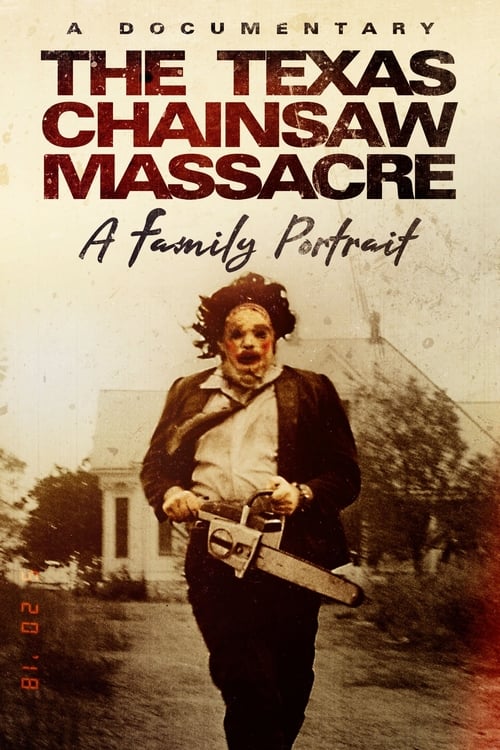 A DOCUMENTARY
THE TEXAS
CHAINSAW
MASSACRE
A Family Portrait